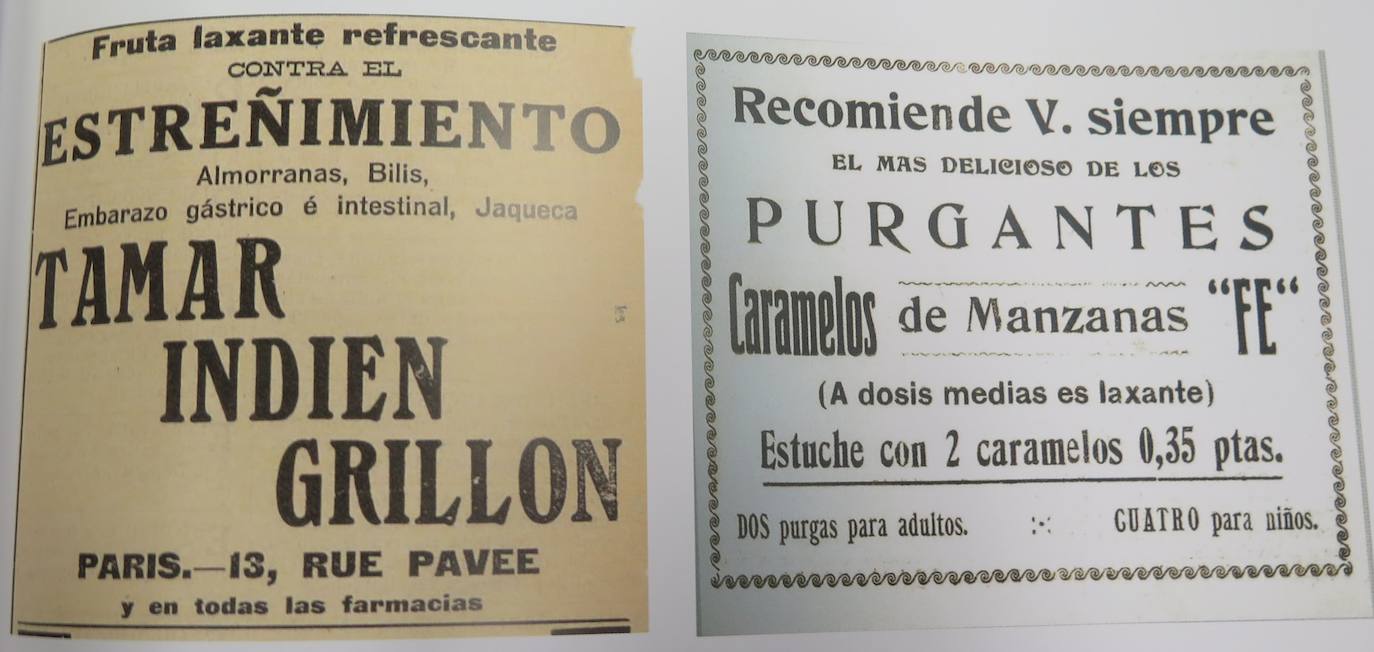 Fruta laxante refrescante
CONTRA EL
ESTREÑIMIENTO
Almorranas, Bilis,
Embarazo gástrico é intestinal, Jaqueca
TAMAR
INDIEN
GRILLON
PARIS.—13, RUE PAVEE
y en todas las farmacias
Recomiende V. siempre
EL MAS DELICIOSO DE LOS
PURGANTES
Caramelos de Manzanas “FE“
(A dosis medias es laxante)
Estuche con 2 caramelos 0,35 ptas.
DOS purgas para adultos. :-: CUATRO para niños.